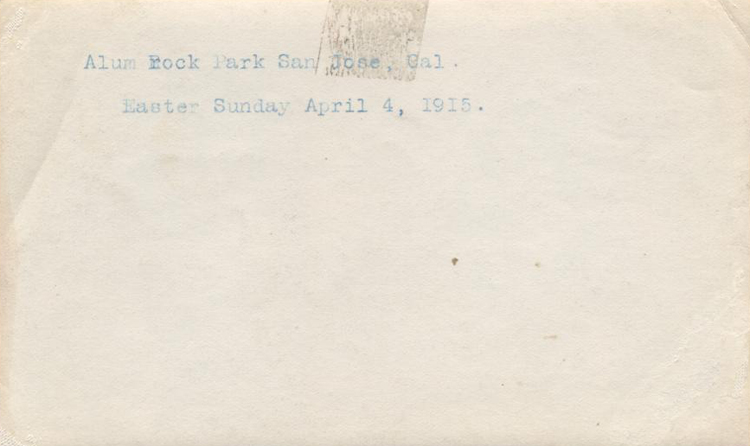 Alum Rock Park San Jose, Cal.
Easter Sunday April 4, 1915.